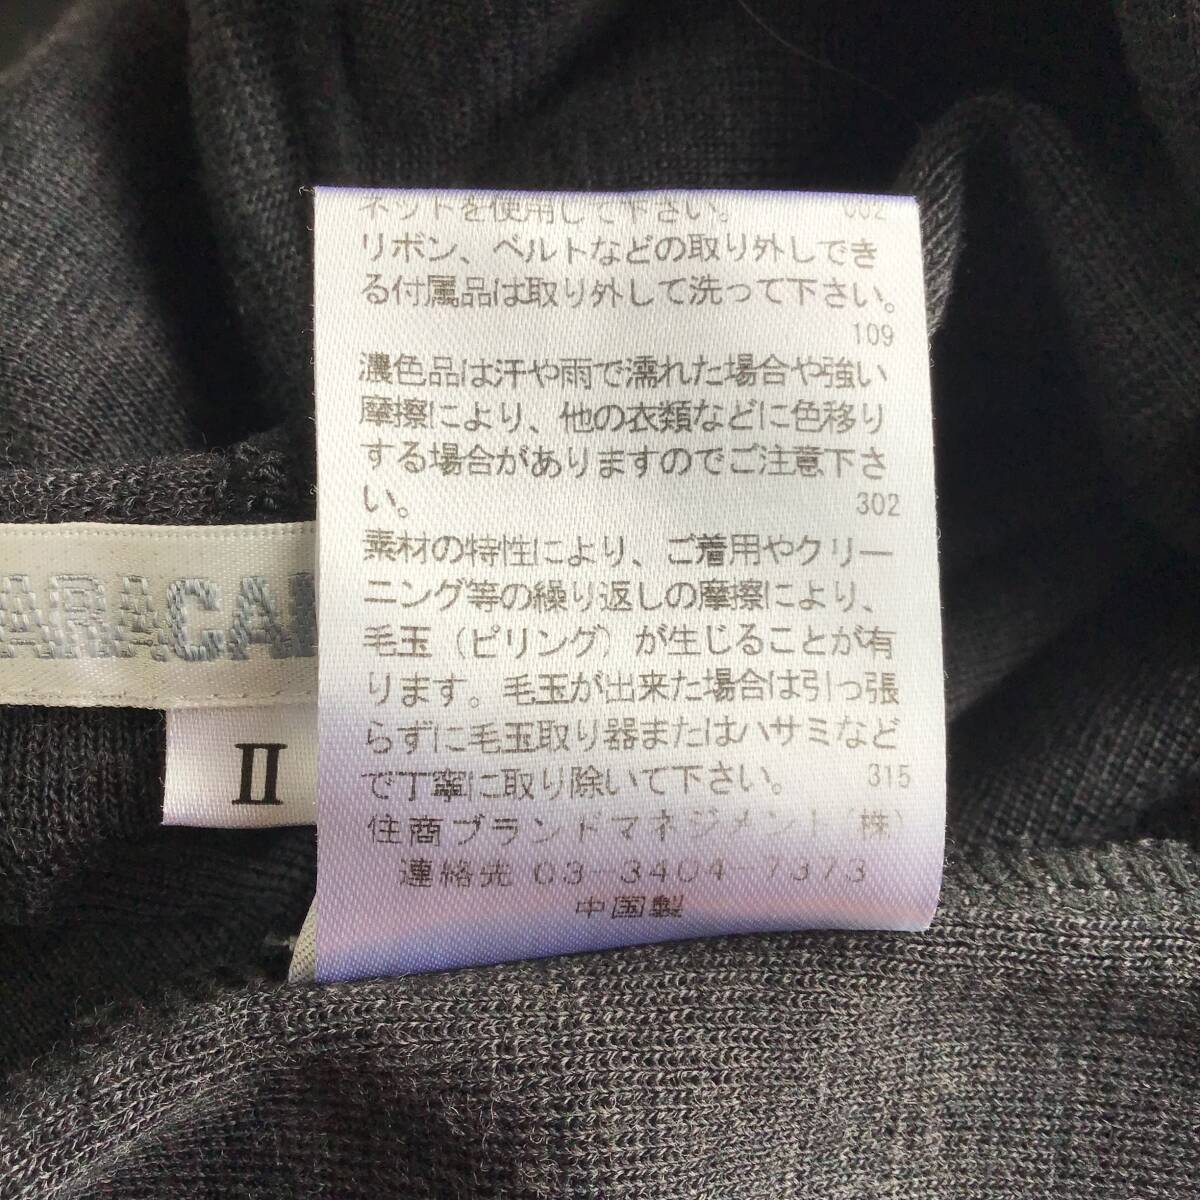 ネットを使用して下さい。 002
リボン、ベルトなどの取り外しでき
る付属品は取り外して洗って下さい。
109
濃色品は汗や雨で濡れた場合や強い
摩擦により、他の衣類などに色移り
する場合がありますのでご注意下さ
い。 302
素材の特性により、ご着用やクリー
ニング等の繰り返しの摩擦により、
毛玉（ピリング）が生じることが有
ります。毛玉が出来た場合は引っ張
らずに毛玉取り器またはハサミなど
で丁寧に取り除いて下さい。 315
住商ブランドマネジメント（株）
連絡先 03-3404-7373
中国製
ARACA
II